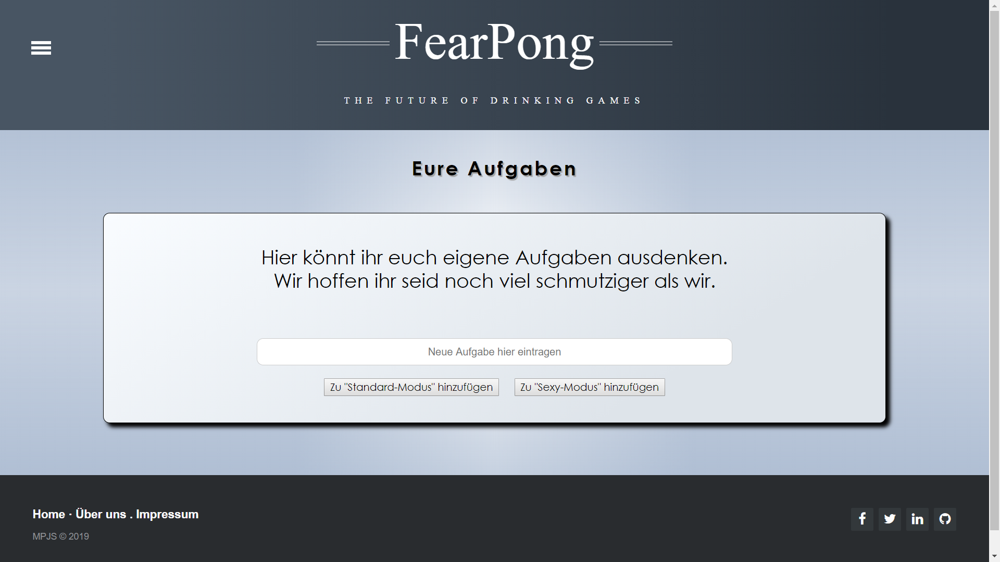 FearPong
THE FUTURE OF DRINKING GAMES
Eure Aufgaben
Hier könnt ihr euch eigene Aufgaben ausdenken.
Wir hoffen ihr seid noch viel schmutziger als wir.
Neue Aufgabe hier eintragen
Zu "Standard-Modus" hinzufügen Zu "Sexy-Modus" hinzufügen
Home · Über uns . Impressum
MPJS © 2019